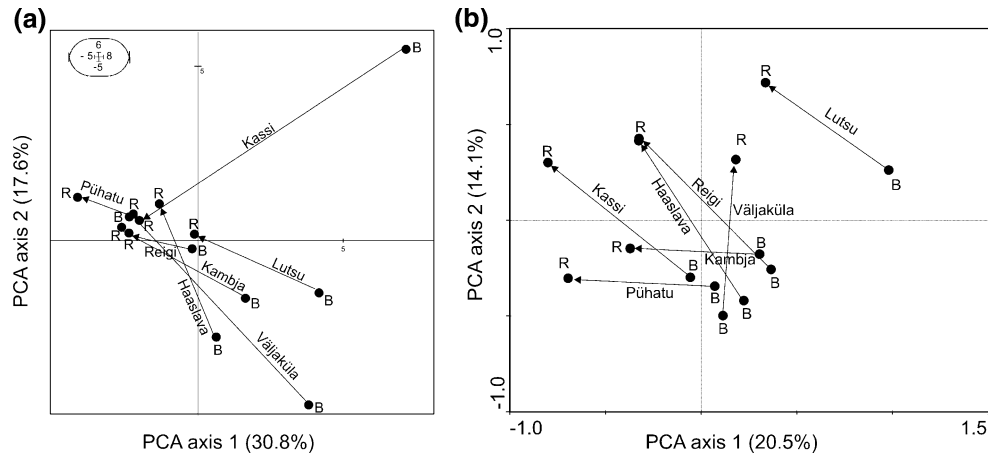 (a)
PCA axis 2 (17.6%)
6
- 5 8
-5
5
B
Kassi
Pühatu
R
R
R
B
R
R
R
R
Reigi
B
Kambja
Lutsu
B
B
Haaslava
B
Väljaküla
B
5
PCA axis 1 (30.8%)
(b)
PCA axis 2 (14.1%)
1.0
R
Lutsu
B
R
R
R
Reigi
Kassi
Haaslava
Väljaküla
R
B
Kambja
B
R
B
Pühatu
B
B
B
-1.0
-1.0
PCA axis 1 (20.5%)
1.5